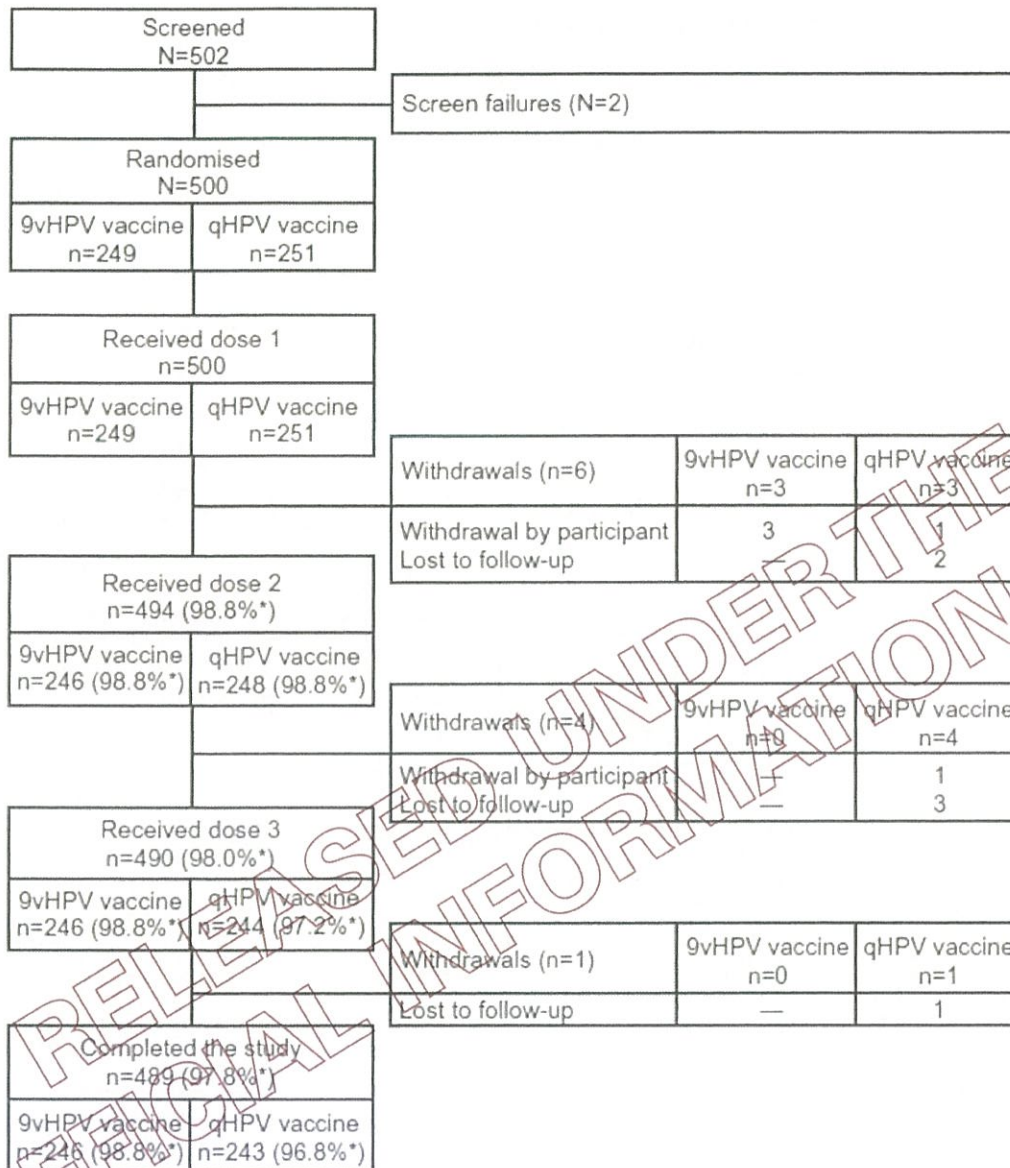 Screened
N=502
Screen failures (N=2)
Randomised
N=500
9vHPV vaccine
n=249
qHPV vaccine
n=251
Received dose 1
n=500
9vHPV vaccine
n=249
qHPV vaccine
n=251
Withdrawals (n=6)
9vHPV vaccine
n=3
qHPV vaccine
n=3
Withdrawal by participant 3 1
Lost to follow-up — 2
Received dose 2
n=494 (98.8%*)
9vHPV vaccine
n=246 (98.8%*)
qHPV vaccine
n=248 (98.8%*)
Withdrawals (n=4)
9vHPV vaccine
n=0
qHPV vaccine
n=4
Withdrawal by participant — 1
Lost to follow-up — 3
Received dose 3
n=490 (98.0%*)
9vHPV vaccine
n=246 (98.8%*)
qHPV vaccine
n=244 (97.2%*)
Withdrawals (n=1)
9vHPV vaccine
n=0
qHPV vaccine
n=1
Lost to follow-up — 1
Completed the study
n=489 (97.8%*)
9vHPV vaccine
n=246 (98.8%*)
qHPV vaccine
n=243 (96.8%*)
RELEASED UNDER THE
OFFICIAL INFORMATION